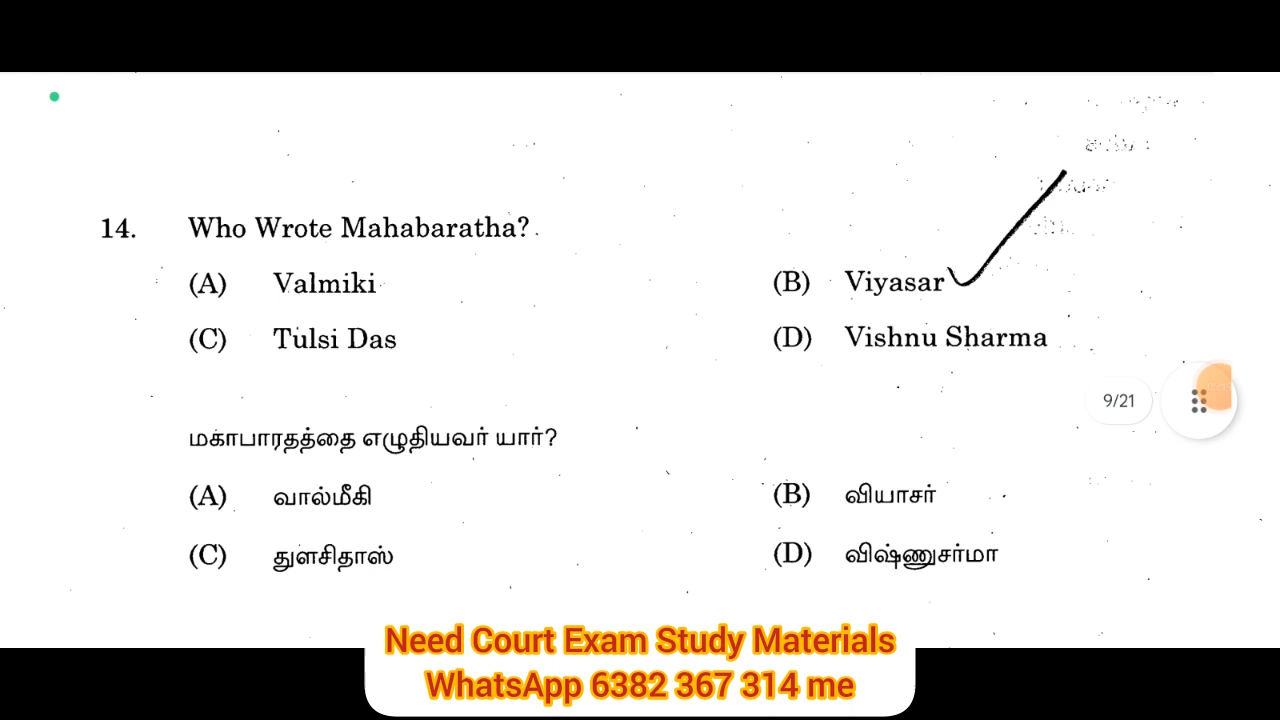 14. Who Wrote Mahabaratha?
(A) Valmiki (B) Viyasar
(C) Tulsi Das (D) Vishnu Sharma
9/21
மகாபாரதத்தை எழுதியவர் யார்?
(A) வால்மீகி (B) வியாசர்
(C) துளசிதாஸ் (D) விஷ்ணுசர்மா
Need Court Exam Study Materials
WhatsApp 6382 367 314 me